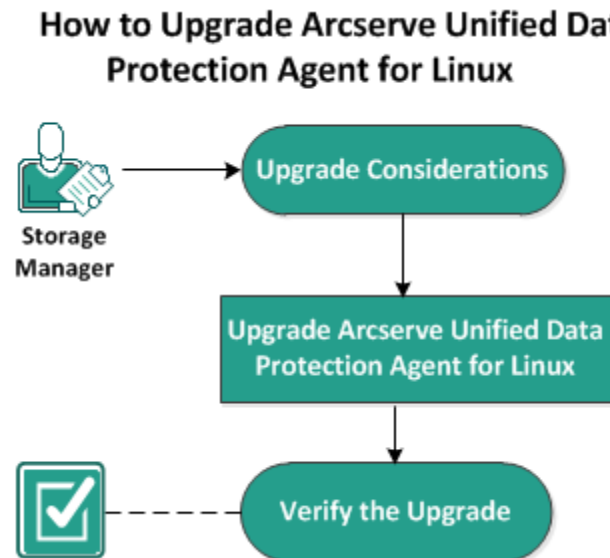 How to Upgrade Arcserve Unified Dat
Protection Agent for Linux
Upgrade Considerations
Storage
Manager
Upgrade Arcserve Unified Data
Protection Agent for Linux
Verify the Upgrade